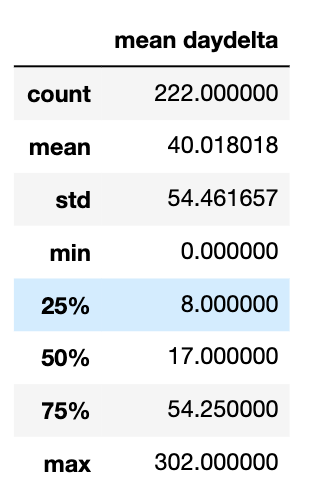 mean daydelta
count 222.000000
mean 40.018018
std 54.461657
min 0.000000
25% 8.000000
50% 17.000000
75% 54.250000
max 302.000000